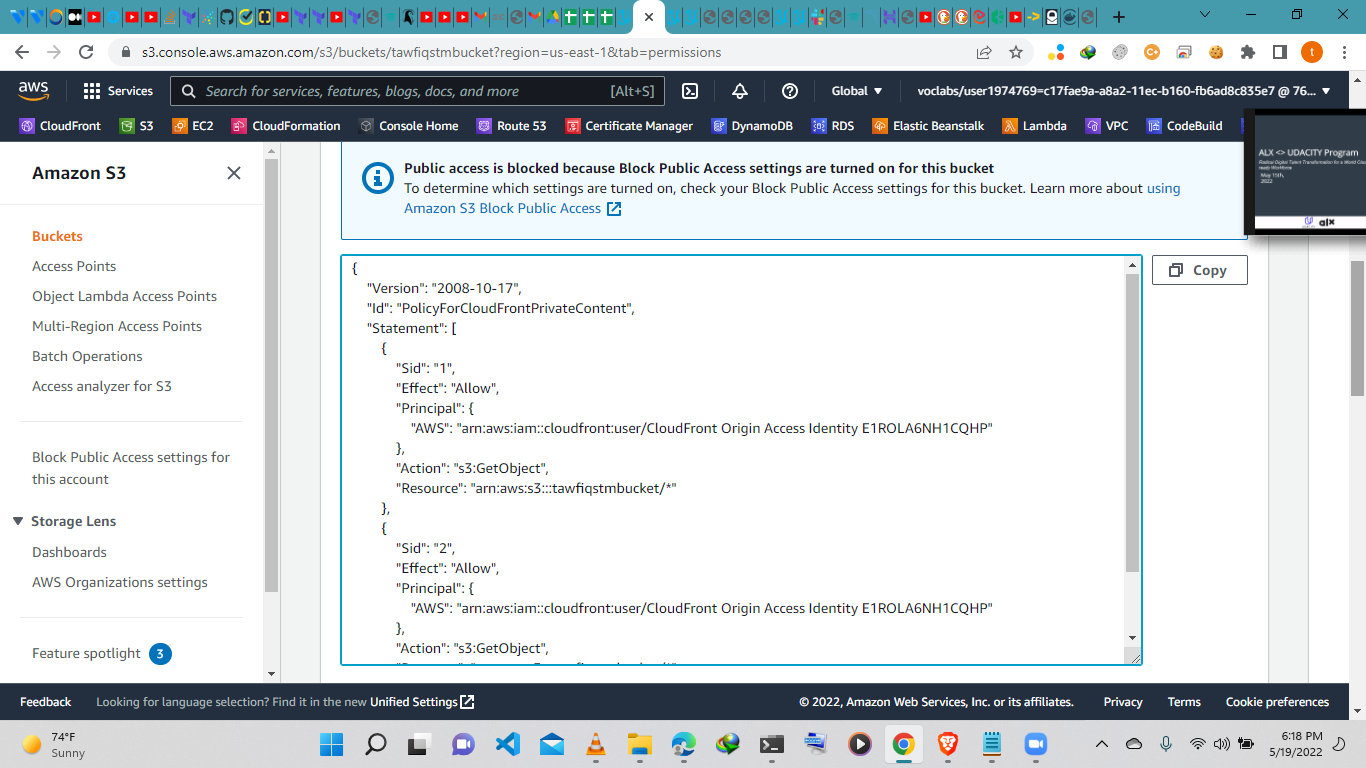 s3.console.aws.amazon.com/s3/buckets/tawfiqstmbucket?region=us-east-1&tab=permissions
aws
Services
Search for services, features, blogs, docs, and more
[Alt+S]
Global
voclabs/user1974769=c17fae9a-a8a2-11ec-b160-fb6ad8c835e7 @ 76...
CloudFront
S3
EC2
CloudFormation
Console Home
Route 53
Certificate Manager
DynamoDB
RDS
Elastic Beanstalk
Lambda
VPC
CodeBuild
ALX <> UDACITY Program
May 15th,
2022
alx
Amazon S3
Buckets
Access Points
Object Lambda Access Points
Multi-Region Access Points
Batch Operations
Access analyzer for S3
Block Public Access settings for
this account
Storage Lens
Dashboards
AWS Organizations settings
Feature spotlight 3
Public access is blocked because Block Public Access settings are turned on for this bucket
To determine which settings are turned on, check your Block Public Access settings for this bucket. Learn more about using
Amazon S3 Block Public Access
Copy
{
"Version": "2008-10-17",
"Id": "PolicyForCloudFrontPrivateContent",
"Statement": [
{
"Sid": "1",
"Effect": "Allow",
"Principal": {
"AWS": "arn:aws:iam::cloudfront:user/CloudFront Origin Access Identity E1ROLA6NH1CQHP"
},
"Action": "s3:GetObject",
"Resource": "arn:aws:s3:::tawfiqstmbucket/*"
},
{
"Sid": "2",
"Effect": "Allow",
"Principal": {
"AWS": "arn:aws:iam::cloudfront:user/CloudFront Origin Access Identity E1ROLA6NH1CQHP"
},
"Action": "s3:GetObject",
Feedback
Looking for language selection? Find it in the new Unified Settings
© 2022, Amazon Web Services, Inc. or its affiliates.
Privacy
Terms
Cookie preferences
74°F
Sunny
6:18 PM
5/19/2022